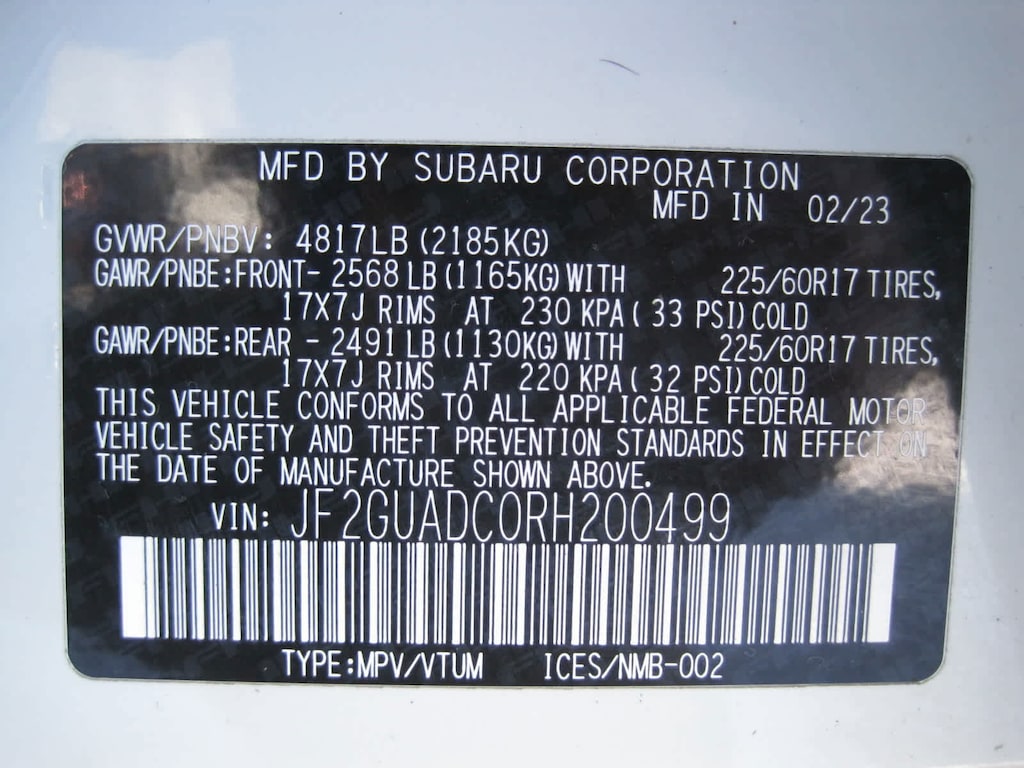 MFD BY SUBARU CORPORATION
MFD IN 02/23
GVWR/PNBV: 4817LB (2185KG)
GAWR/PNBE:FRONT- 2568 LB (1165KG) WITH 225/60R17 TIRES,
17X7J RIMS AT 230 KPA ( 33 PSI) COLD
GAWR/PNBE:REAR - 2491 LB (1130KG) WITH 225/60R17 TIRES,
17X7J RIMS AT 220 KPA ( 32 PSI) COLD
THIS VEHICLE CONFORMS TO ALL APPLICABLE FEDERAL MOTOR
VEHICLE SAFETY AND THEFT PREVENTION STANDARDS IN EFFECT ON
THE DATE OF MANUFACTURE SHOWN ABOVE.
VIN: JF2GUADC0RH200499
TYPE:MPV/VTUM ICES/NMB-002